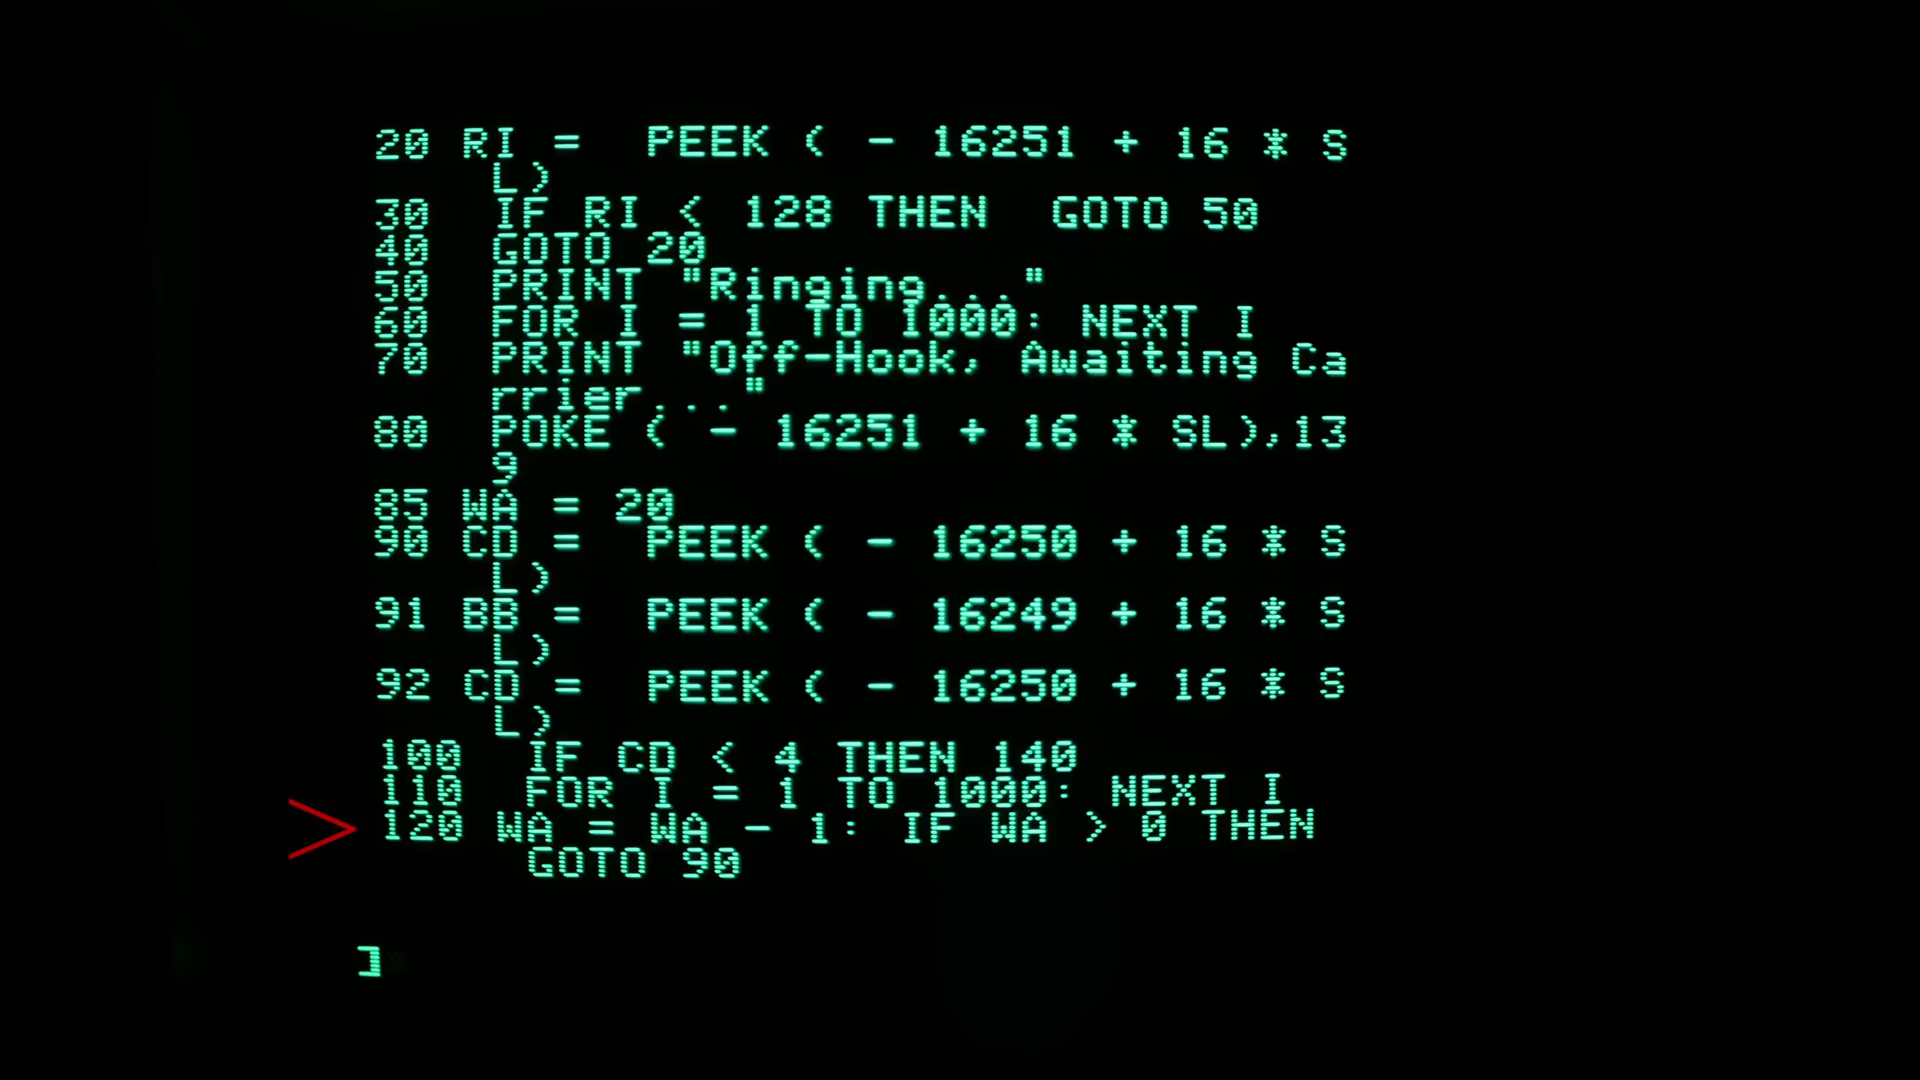 20 RI =  PEEK ( - 16251 + 16 * S
L)
30  IF RI < 128 THEN  GOTO 50
40  GOTO 20
50  PRINT "Ringing..."
60  FOR I = 1 TO 1000: NEXT I
70  PRINT "Off-Hook, Awaiting Ca
rrier..."
80  POKE ( - 16251 + 16 * SL),13
9
85 WA = 20
90 CD =  PEEK ( - 16250 + 16 * S
L)
91 BB =  PEEK ( - 16249 + 16 * S
L)
92 CD =  PEEK ( - 16250 + 16 * S
L)
100  IF CD < 4 THEN 140
110  FOR I = 1 TO 1000: NEXT I
120 WA = WA - 1: IF WA > 0 THEN
GOTO 90
]